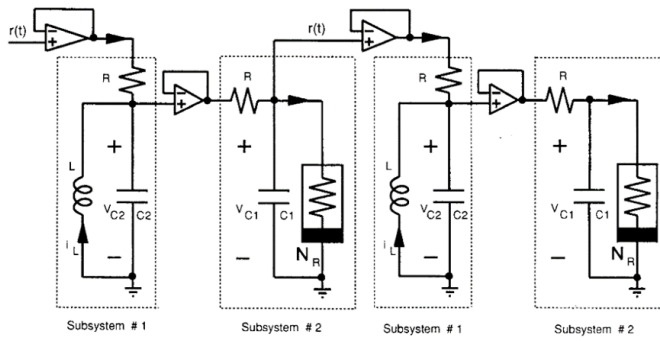 r(t)
r(t)
R
R
R
R
L
V C2
C2
i L
V C1
C1
N R
L
V C2
C2
i L
V C1
C1
N R
Subsystem # 1
Subsystem # 2
Subsystem # 1
Subsystem # 2